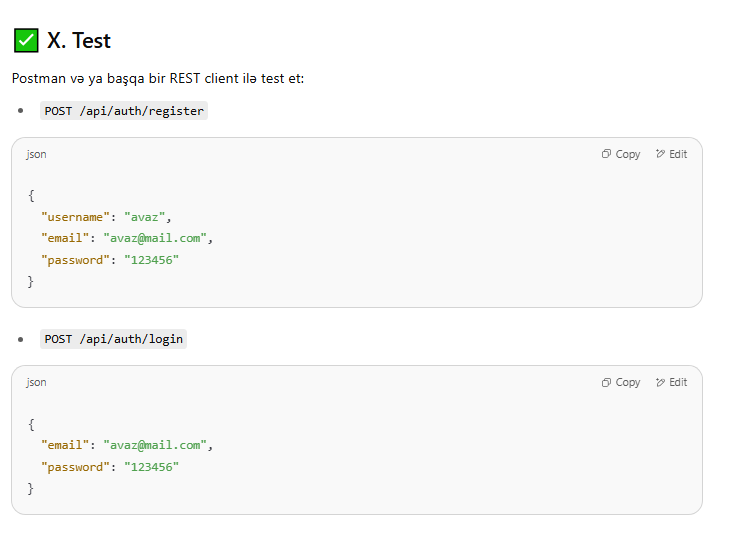 ✅ X. Test
Postman və ya başqa bir REST client ilə test et:
• POST /api/auth/register
json Copy Edit
{
"username": "avaz",
"email": "avaz@mail.com",
"password": "123456"
}
• POST /api/auth/login
json Copy Edit
{
"email": "avaz@mail.com",
"password": "123456"
}